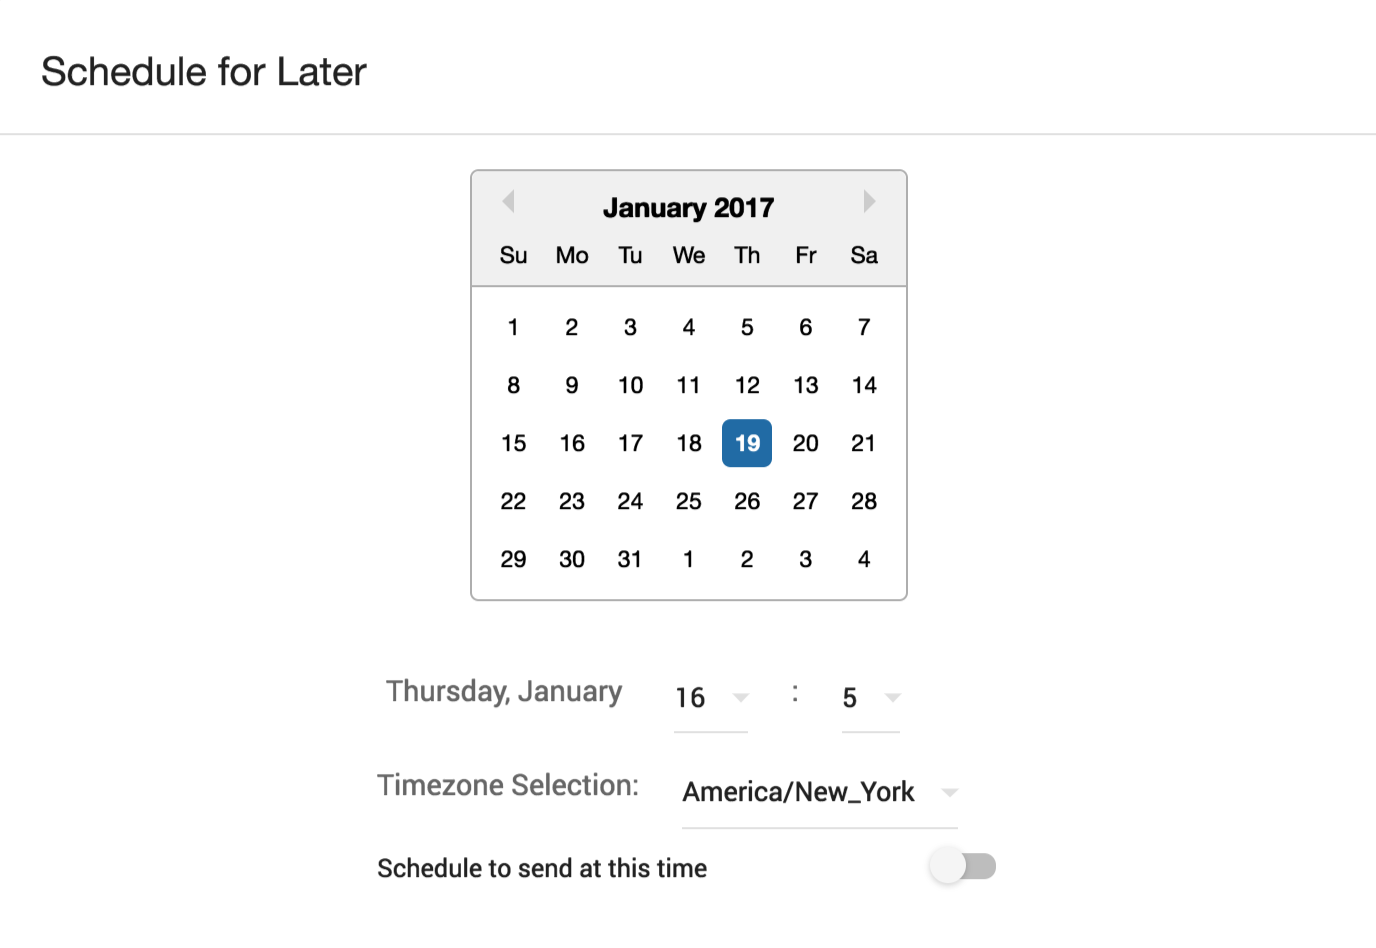 Schedule for Later
January 2017
Su Mo Tu We Th Fr Sa
1 2 3 4 5 6 7
8 9 10 11 12 13 14
15 16 17 18 19 20 21
22 23 24 25 26 27 28
29 30 31 1 2 3 4
Thursday, January 16 : 5
Timezone Selection: America/New_York
Schedule to send at this time